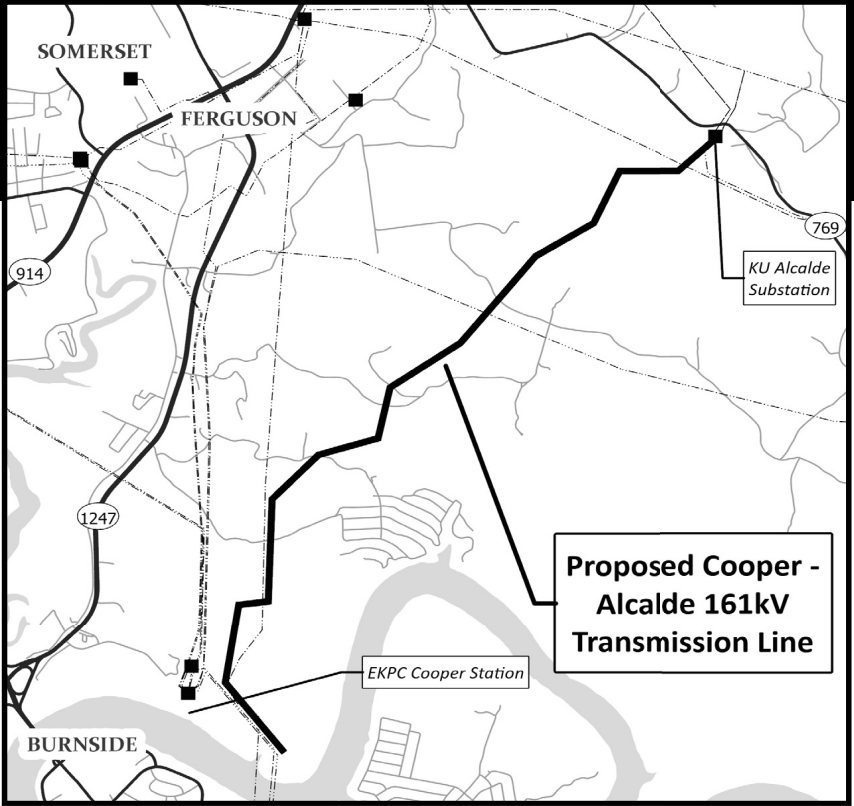 SOMERSET
FERGUSON
769
914
KU Alcalde
Substation
1247
Proposed Cooper -
Alcalde 161kV
Transmission Line
EKPC Cooper Station
BURNSIDE